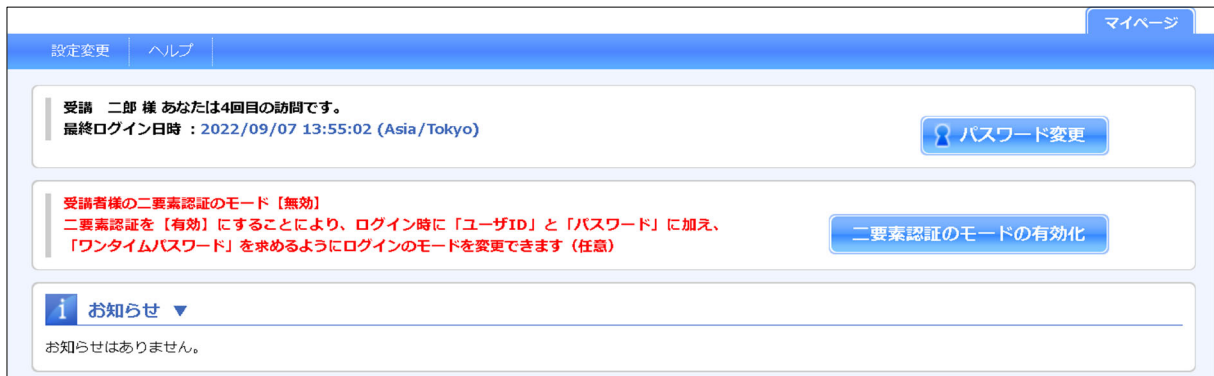 マイページ
設定変更 ヘルプ
受講 二郎 様 あなたは4回目の訪問です。
最終ログイン日時 : 2022/09/07 13:55:02 (Asia/Tokyo)
パスワード変更
受講者様の二要素認証のモード【無効】
二要素認証を【有効】にすることにより、ログイン時に「ユーザID」と「パスワード」に加え、
「ワンタイムパスワード」を求めるようにログインのモードを変更できます（任意）
二要素認証のモードの有効化
i お知らせ ▼
お知らせはありません。